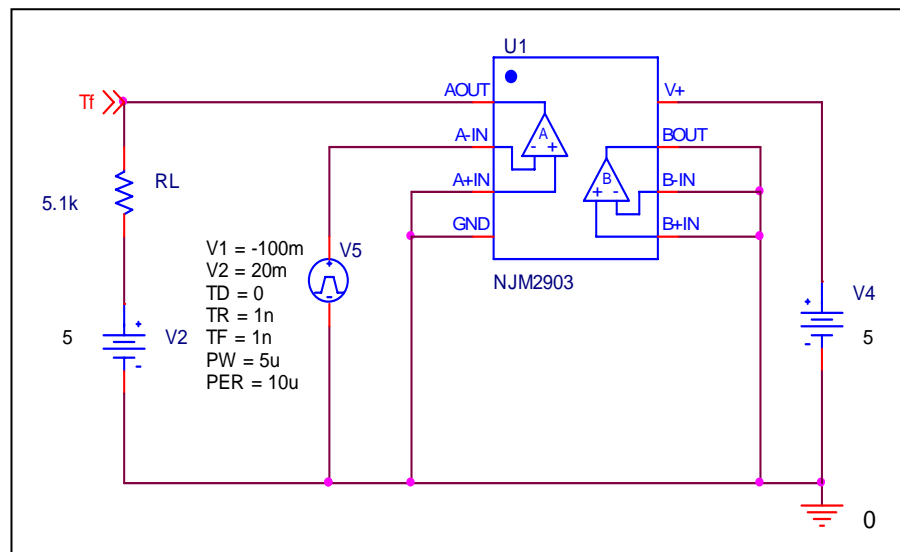 U1
Tf
AOUT
V+
A-IN
BOUT
A
- +
A+IN
B-IN
B
+ -
GND
B+IN
RL
5.1k
NJM2903
V1 = -100m
V2 = 20m
TD = 0
TR = 1n
TF = 1n
PW = 5u
PER = 10u
V5
+
-
5
V2
+
-
V4
5
+
-
0